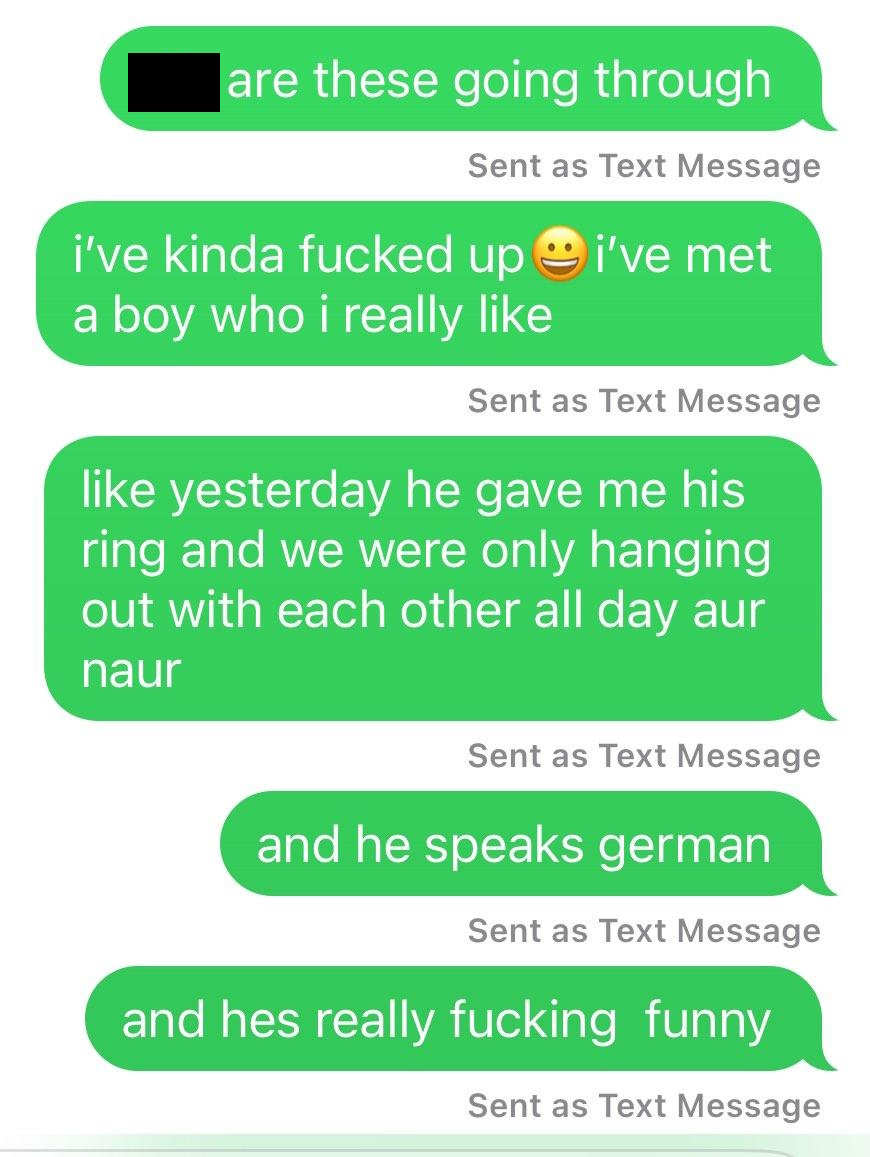 are these going through
Sent as Text Message
i've kinda fucked up😀i've met
a boy who i really like
Sent as Text Message
like yesterday he gave me his
ring and we were only hanging
out with each other all day aur
naur
Sent as Text Message
and he speaks german
Sent as Text Message
and hes really fucking  funny
Sent as Text Message